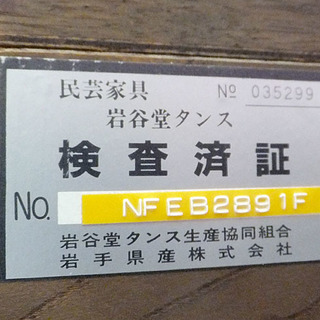 民芸家具 № 035299
岩谷堂タンス
検査済証
No. NFEB2891F
岩谷堂タンス生産協同組合
岩手県産株式会社